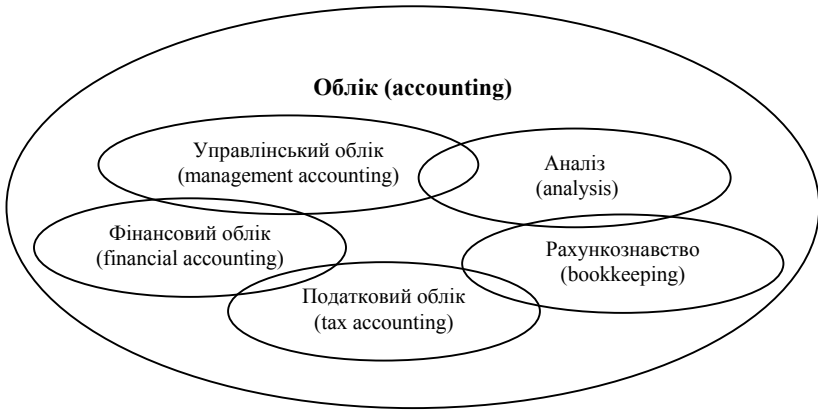 Облік (accounting)
Управлінський облік
(management accounting)
Аналіз
(analysis)
Фінансовий облік
(financial accounting)
Рахункознавство
(bookkeeping)
Податковий облік
(tax accounting)